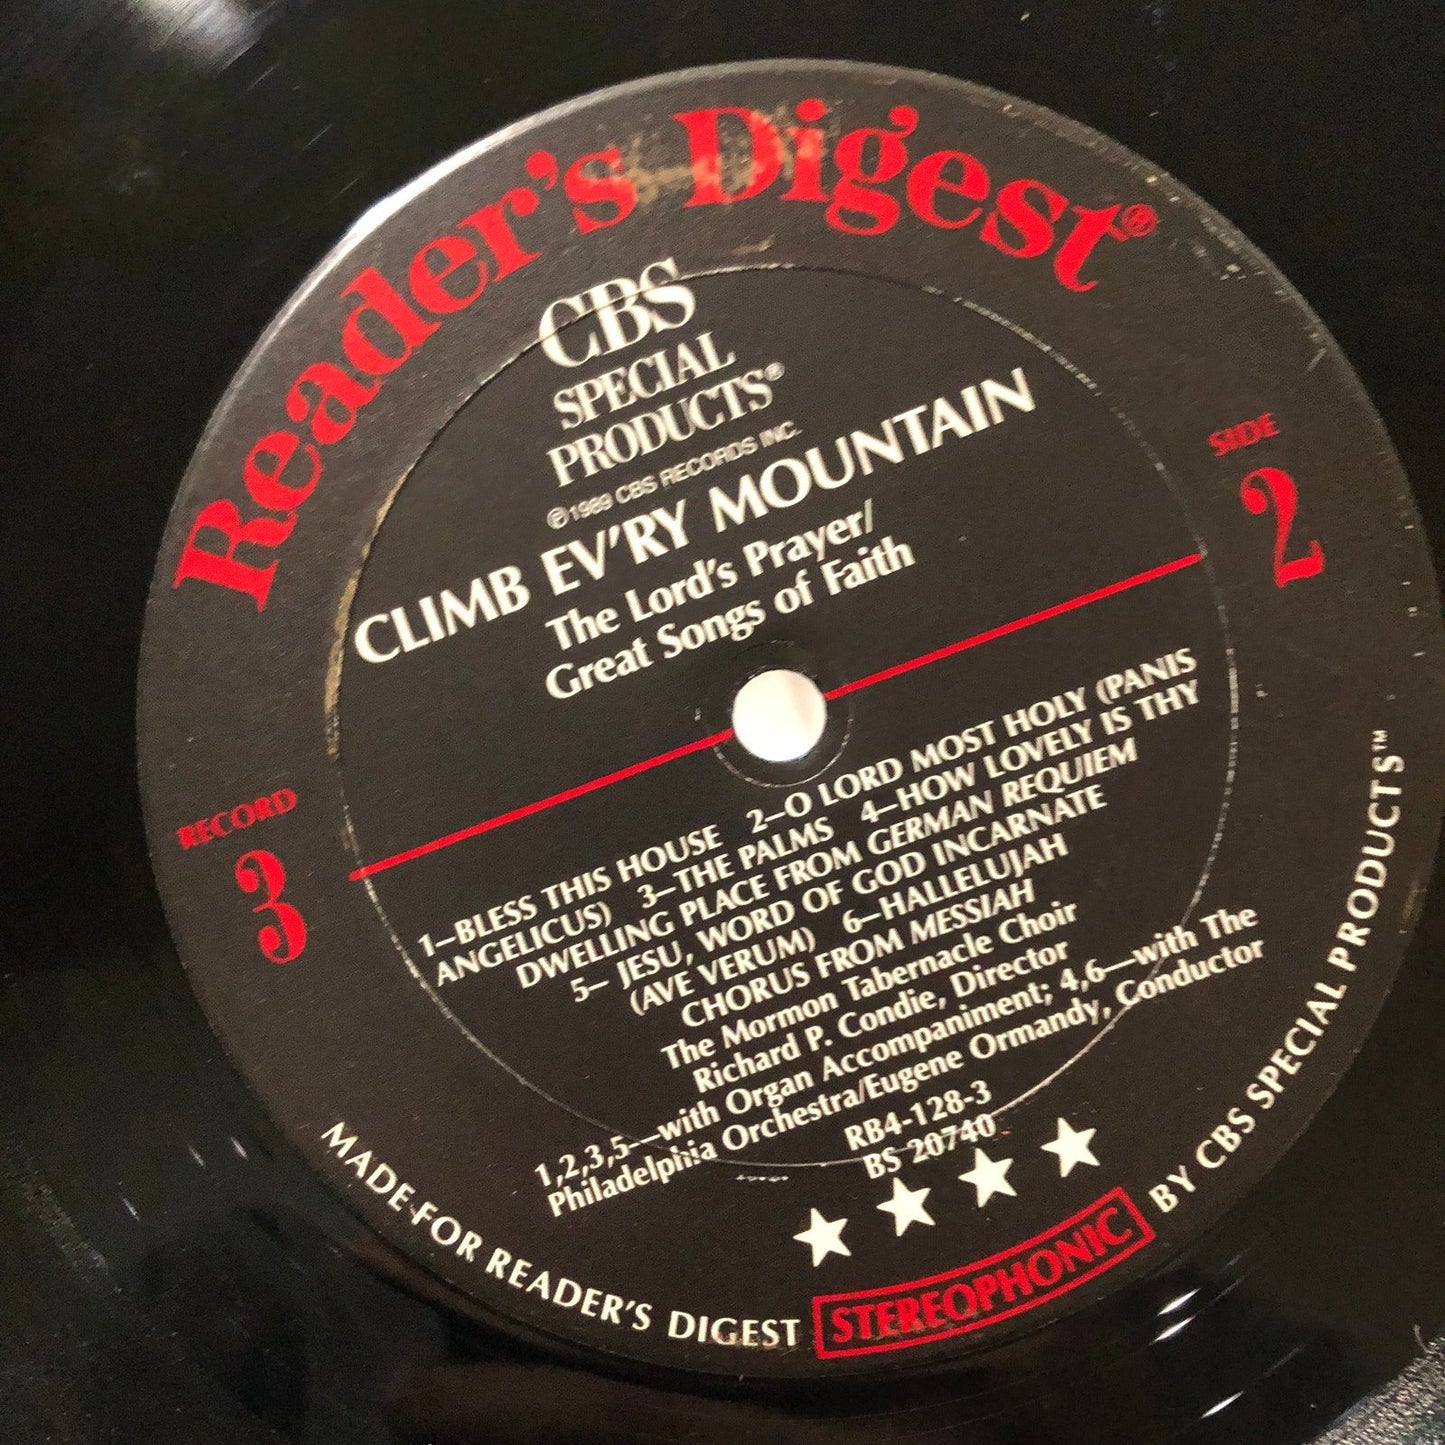 Reader's Digest®
CBS
SPECIAL
PRODUCTS®
℗1989 CBS RECORDS INC.
CLIMB EV'RY MOUNTAIN
The Lord's Prayer/
Great Songs of Faith
SIDE
2
RECORD
3
1—BLESS THIS HOUSE 2—O LORD MOST HOLY (PANIS
ANGELICUS) 3—THE PALMS 4—HOW LOVELY IS THY
DWELLING PLACE FROM GERMAN REQUIEM
5— JESU, WORD OF GOD INCARNATE
(AVE VERUM) 6—HALLELUJAH
CHORUS FROM MESSIAH
The Mormon Tabernacle Choir
Richard P. Condie, Director
1,2,3,5—with Organ Accompaniment; 4,6—with The
Philadelphia Orchestra/Eugene Ormandy, Conductor
RB4-128-3
BS 20740
MADE FOR READER'S DIGEST STEREOPHONIC BY CBS SPECIAL PRODUCTS™